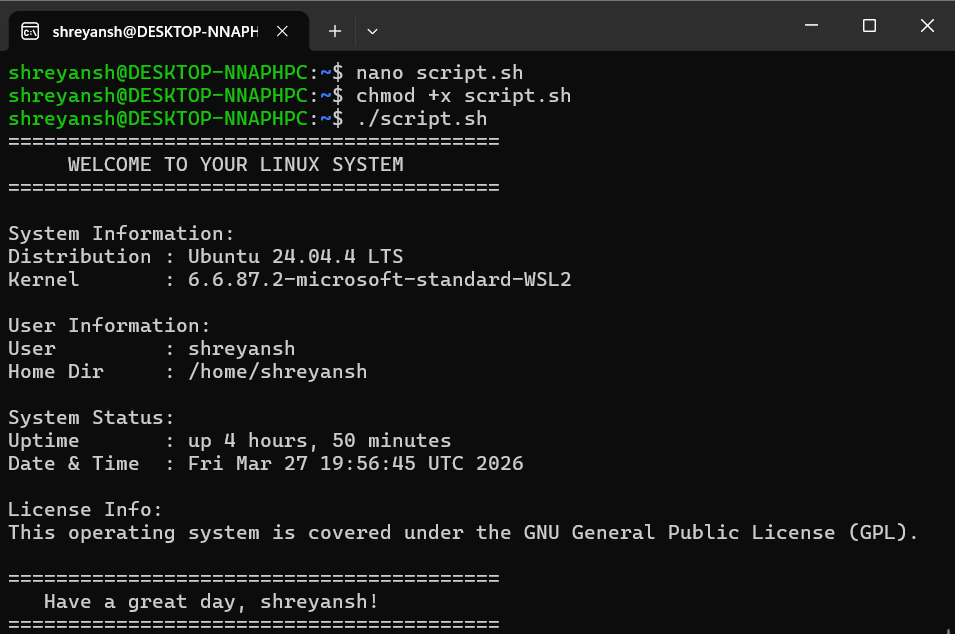 shreyansh@DESKTOP-NNAPH
shreyansh@DESKTOP-NNAPHPC:~$ nano script.sh
shreyansh@DESKTOP-NNAPHPC:~$ chmod +x script.sh
shreyansh@DESKTOP-NNAPHPC:~$ ./script.sh
=========================================
     WELCOME TO YOUR LINUX SYSTEM
=========================================

System Information:
Distribution : Ubuntu 24.04.4 LTS
Kernel       : 6.6.87.2-microsoft-standard-WSL2

User Information:
User         : shreyansh
Home Dir     : /home/shreyansh

System Status:
Uptime       : up 4 hours, 50 minutes
Date & Time  : Fri Mar 27 19:56:45 UTC 2026

License Info:
This operating system is covered under the GNU General Public License (GPL).

=========================================
   Have a great day, shreyansh!
=========================================